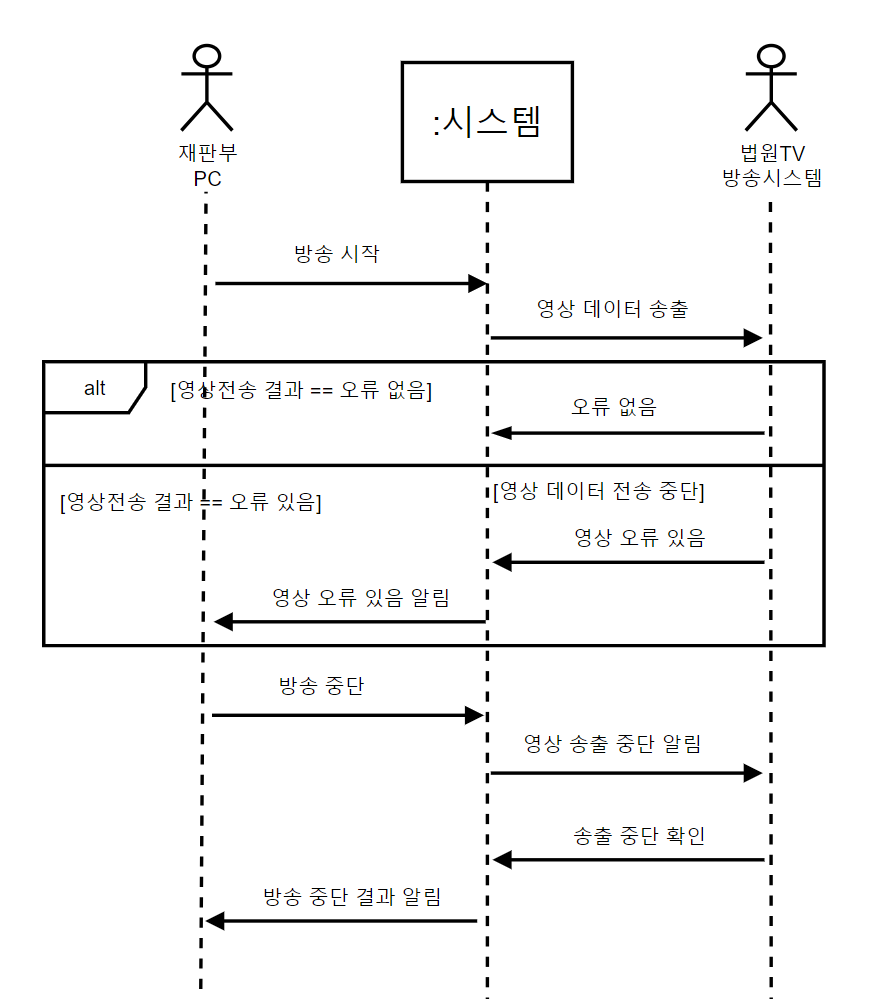 :시스템
재판부
PC
법원TV
방송시스템
방송 시작
영상 데이터 송출
alt
[영상전송 결과 == 오류 없음]
오류 없음
[영상전송 결과 == 오류 있음]
[영상 데이터 전송 중단]
영상 오류 있음
영상 오류 있음 알림
방송 중단
영상 송출 중단 알림
송출 중단 확인
방송 중단 결과 알림